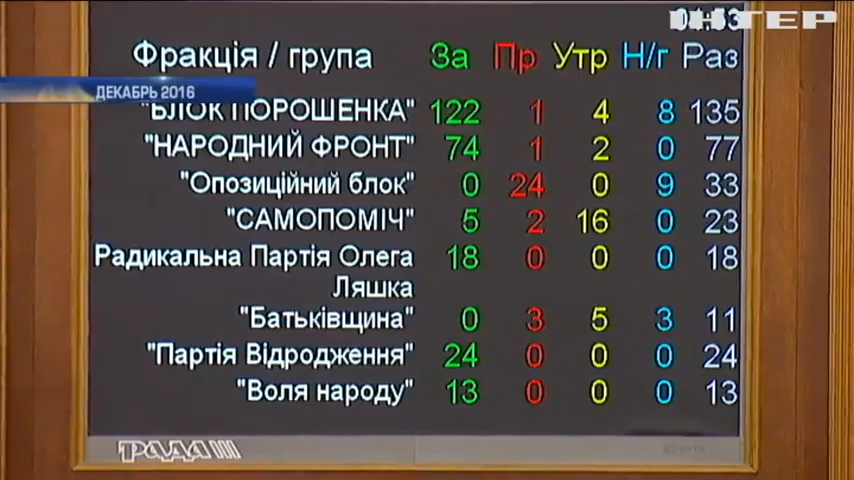 ІНТЕР
Фракція / група За Пр Утр Н/г Раз
ДЕКАБРЬ 2016
"БЛОК ПОРОШЕНКА" 122 1 4 8 135
"НАРОДНИЙ ФРОНТ" 74 1 2 0 77
"Опозиційний блок" 0 24 0 9 33
"САМОПОМІЧ" 5 2 16 0 23
Радикальна Партія Олега 18 0 0 0 18
Ляшка
"Батьківщина" 0 3 5 3 11
"Партія Відродження" 24 0 0 0 24
"Воля народу" 13 0 0 0 13
РАДА